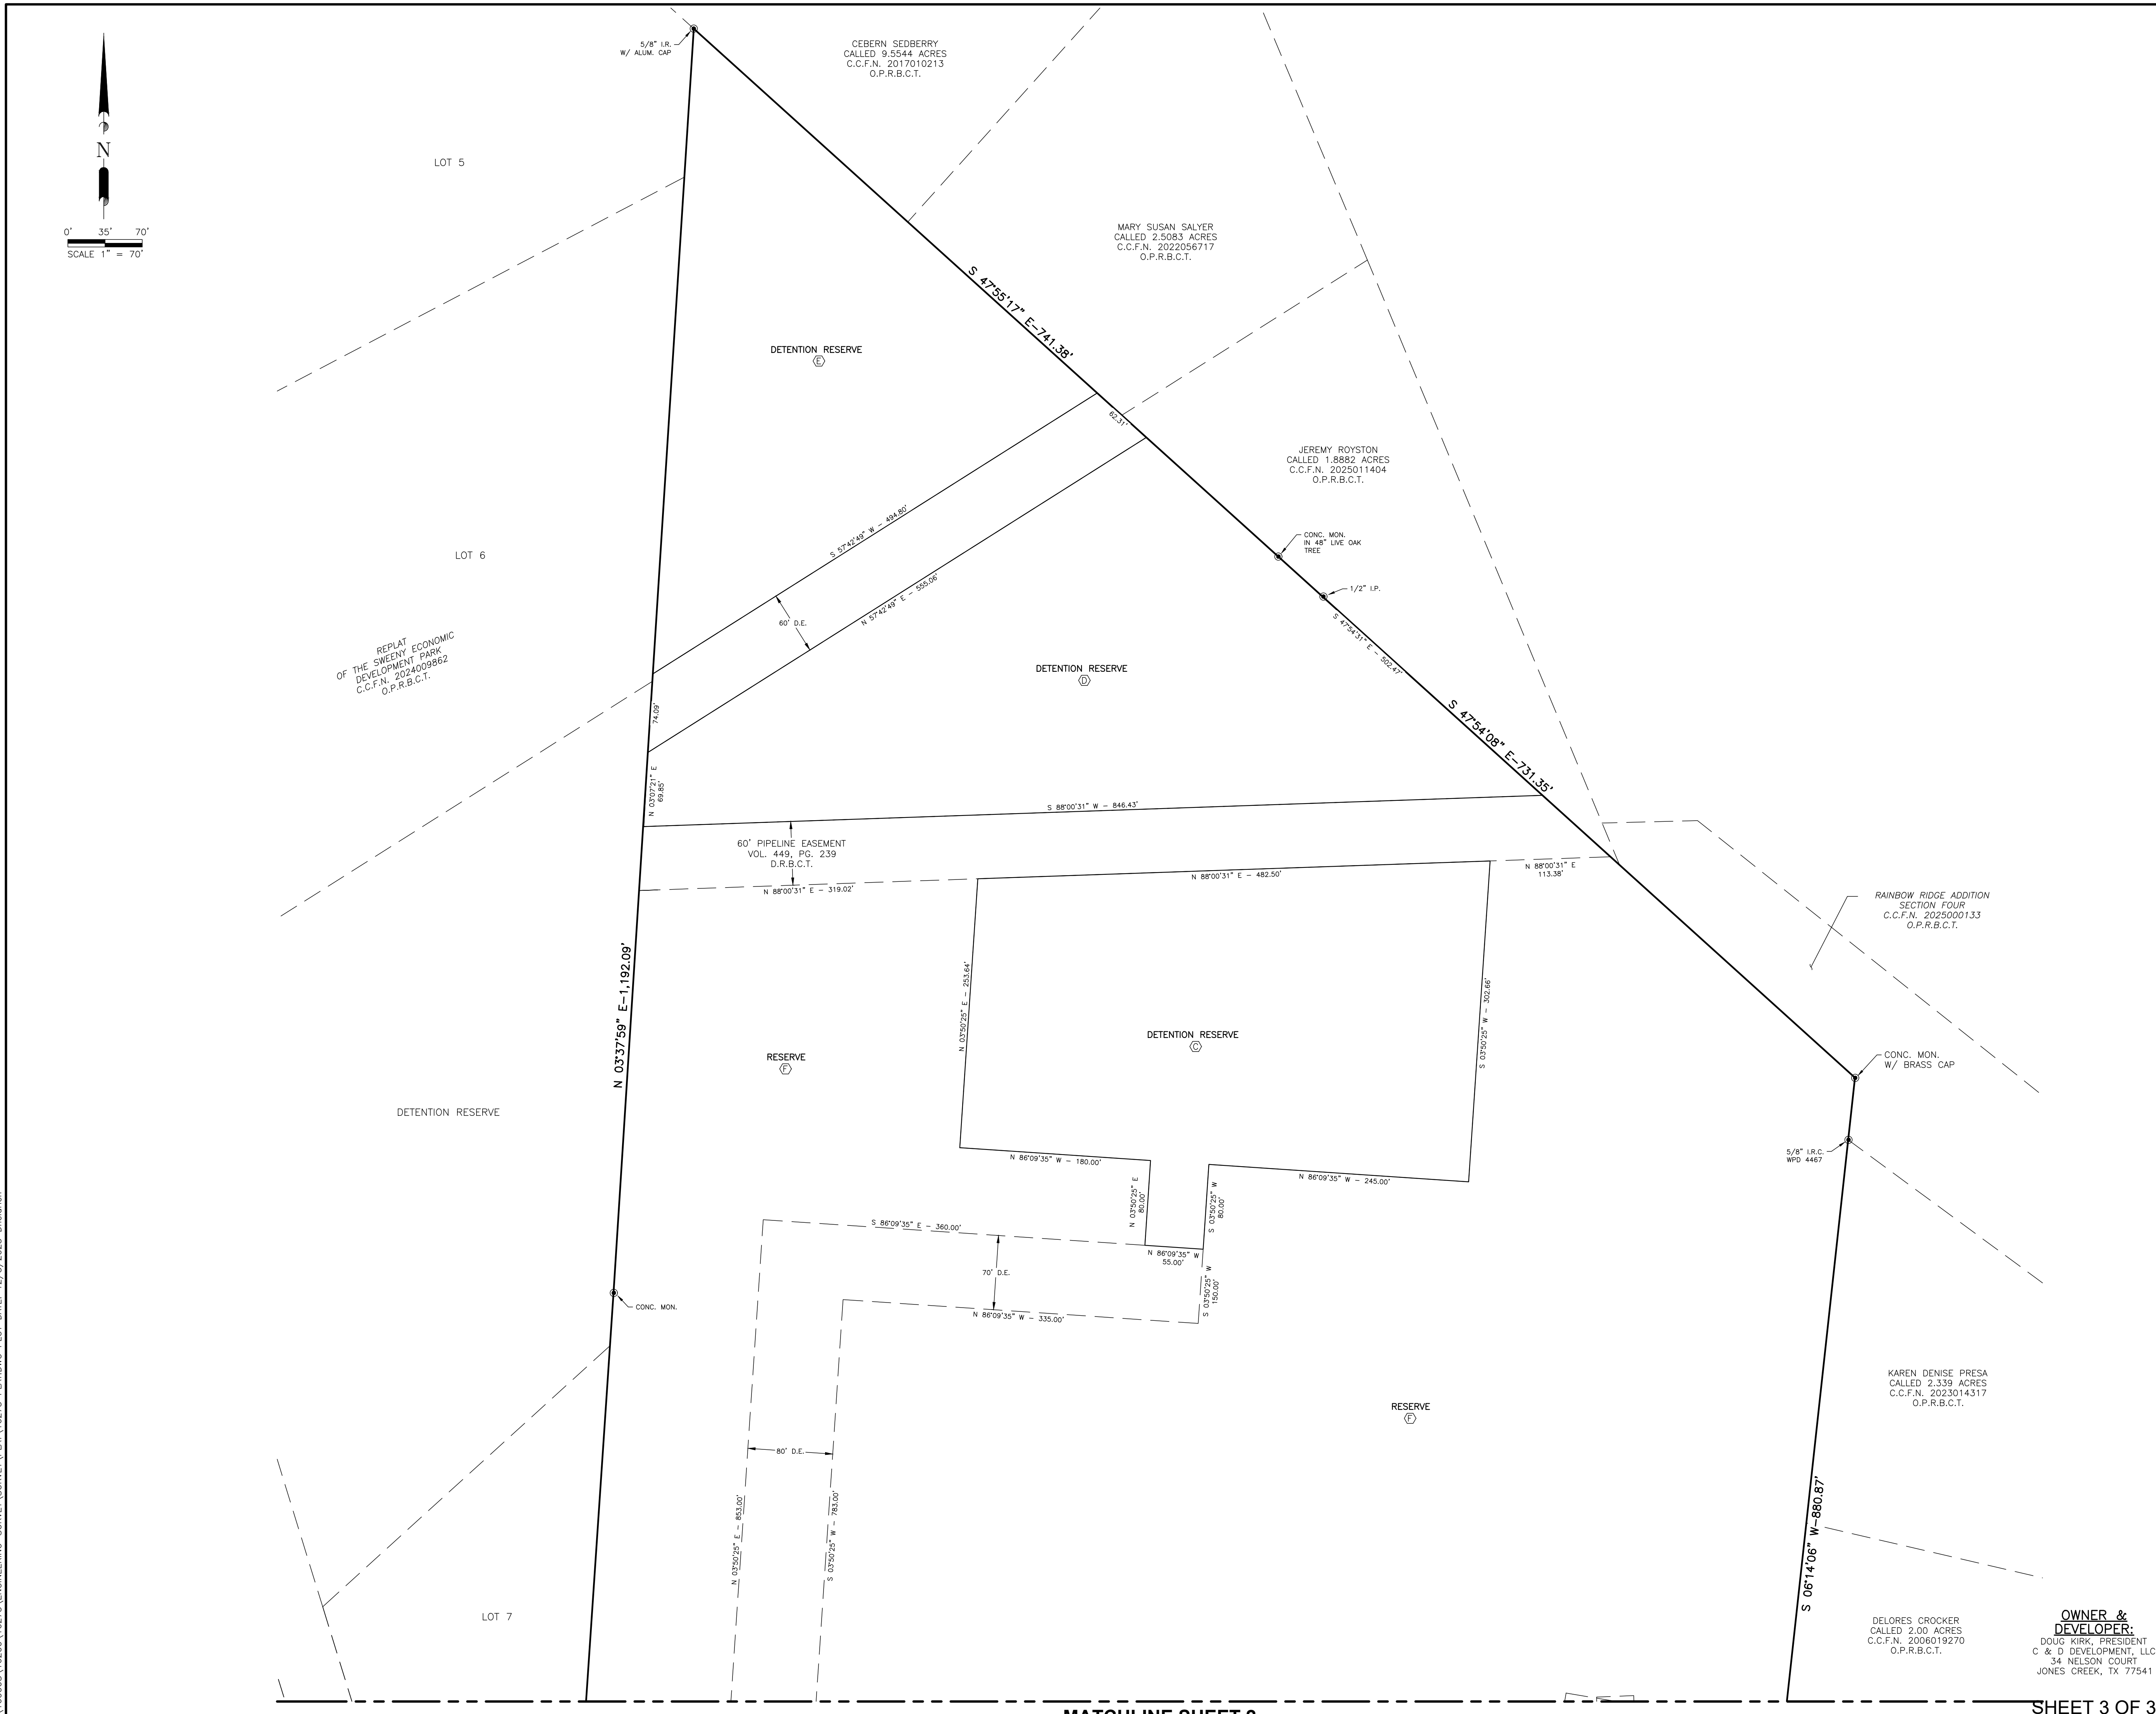 5/8" I.R.
W/ ALUM. CAP
CEBERN SEDBERRY
CALLED 9.5544 ACRES
C.C.F.N. 2017010213
O.P.R.B.C.T.
N
0' 35' 70'
SCALE 1" = 70'
LOT 5
MARY SUSAN SALYER
CALLED 2.5083 ACRES
C.C.F.N. 2022056717
O.P.R.B.C.T.
S 47°55'17" E-741.38'
DETENTION RESERVE
E
62.31'
JEREMY ROYSTON
CALLED 1.8882 ACRES
C.C.F.N. 2025011404
O.P.R.B.C.T.
S 57°42'49" W - 494.80'
CONC. MON.
IN 48" LIVE OAK
TREE
LOT 6
1/2" I.P.
N 57°42'49" E - 555.06'
60' D.E.
S 47°54'31" E - 502.47'
REPLAT
OF THE SWEENY ECONOMIC
DEVELOPMENT PARK
C.C.F.N. 2024009862
O.P.R.B.C.T.
DETENTION RESERVE
D
74.09'
S 47°54'08" E-731.35'
N 03°07'21" E
69.85'
S 88°00'31" W - 846.43'
60' PIPELINE EASEMENT
VOL. 449, PG. 239
D.R.B.C.T.
N 88°00'31" E - 319.02'
N 88°00'31" E - 482.50'
N 88°00'31" E
113.38'
RAINBOW RIDGE ADDITION
SECTION FOUR
C.C.F.N. 2025000133
O.P.R.B.C.T.
N 03°37'59" E-1,192.09'
N 03°50'25" E - 253.64'
S 03°50'25" W - 302.66'
DETENTION RESERVE
C
RESERVE
F
CONC. MON.
W/ BRASS CAP
DETENTION RESERVE
5/8" I.R.C.
WPD 4467
N 86°09'35" W - 180.00'
N 86°09'35" W - 245.00'
N 03°50'25" E
80.00'
S 03°50'25" W
80.00'
S 86°09'35" E - 360.00'
N 86°09'35" W
55.00'
70' D.E.
S 03°50'25" W
150.00'
CONC. MON.
N 86°09'35" W - 335.00'
KAREN DENISE PRESA
CALLED 2.339 ACRES
C.C.F.N. 2023014317
O.P.R.B.C.T.
RESERVE
F
80' D.E.
N 03°50'25" E - 853.00'
S 03°50'25" W - 783.00'
S 06°14'06" W-880.87'
LOT 7
DELORES CROCKER
CALLED 2.00 ACRES
C.C.F.N. 2006019270
O.P.R.B.C.T.
OWNER &
DEVELOPER:
DOUG KIRK, PRESIDENT
C & D DEVELOPMENT, LLC
34 NELSON COURT
JONES CREEK, TX 77541
SHEET 3 OF 3
MATCHLINE SHEET 2